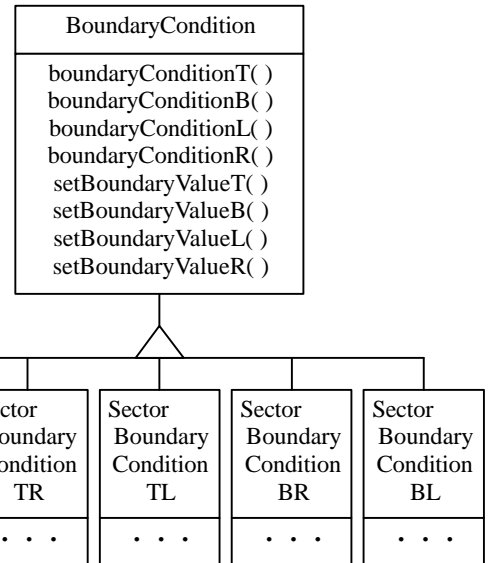 BoundaryCondition
boundaryConditionT( )
boundaryConditionB( )
boundaryConditionL( )
boundaryConditionR( )
setBoundaryValueT( )
setBoundaryValueB( )
setBoundaryValueL( )
setBoundaryValueR( )
TR
. . .
Sector
Boundary
Condition
TL
. . .
Sector
Boundary
Condition
BR
. . .
Sector
Boundary
Condition
BL
. . .